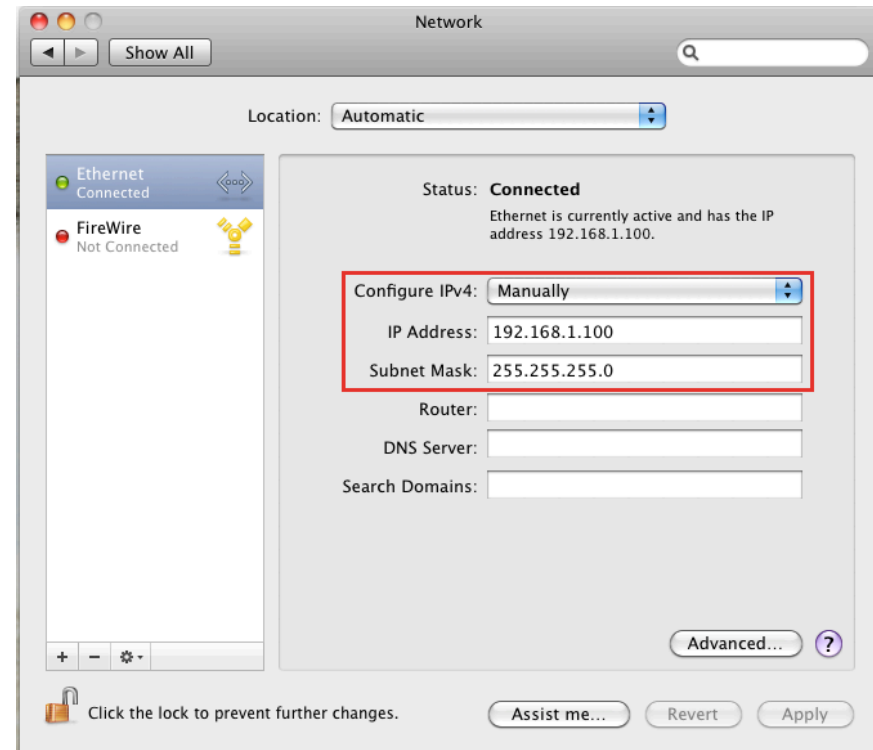 Network
Show All
Location: Automatic
Ethernet
Connected
FireWire
Not Connected
Status: Connected
Ethernet is currently active and has the IP
address 192.168.1.100.
Configure IPv4: Manually
IP Address: 192.168.1.100
Subnet Mask: 255.255.255.0
Router:
DNS Server:
Search Domains:
Advanced... ?
+ −
Click the lock to prevent further changes.
Assist me... Revert Apply